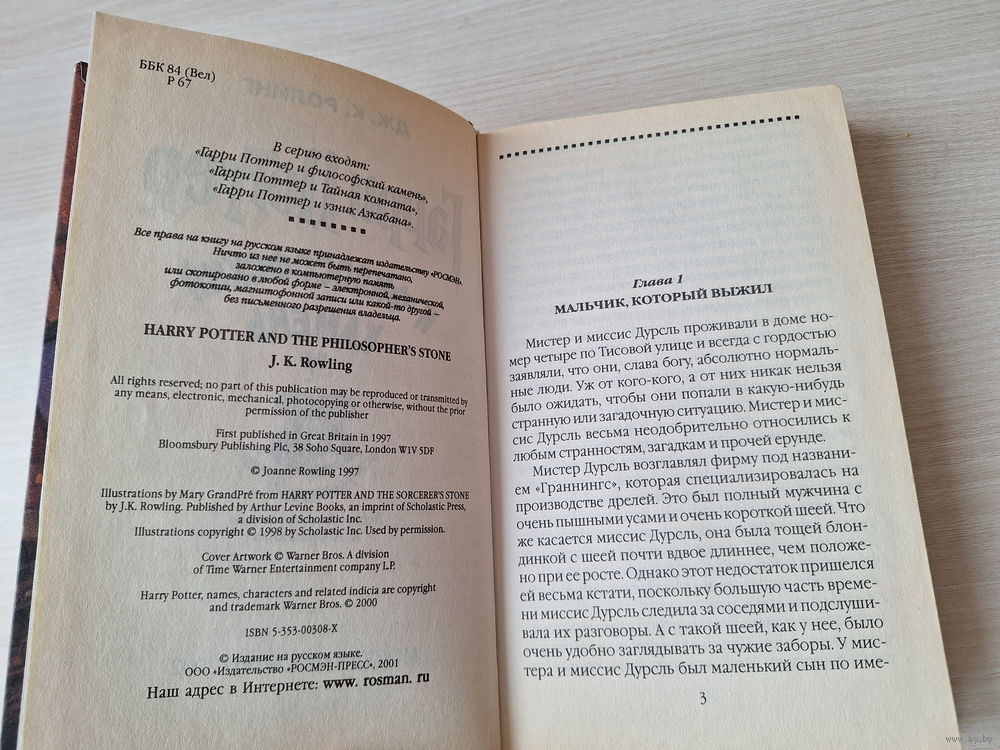 ББК 84 (Вел)
Р 67
В серию входят:
«Гарри Поттер и философский камень»,
«Гарри Поттер и Тайная комната»,
«Гарри Поттер и узник Азкабана».
Все права на книгу на русском языке принадлежат издательству «РОСМЭН».
Ничто из нее не может быть перепечатано,
заложено в компьютерную память
или скопировано в любой форме – электронной, механической,
фотокопии, магнитофонной записи или какой-то другой –
без письменного разрешения владельца.
HARRY POTTER AND THE PHILOSOPHER'S STONE
J. K. Rowling
All rights reserved; no part of this publication may be reproduced or transmitted by
any means, electronic, mechanical, photocopying or otherwise, without the prior
permission of the publisher
First published in Great Britain in 1997
Bloomsbury Publishing Plc, 38 Soho Square, London W1V 5DF
© Joanne Rowling 1997
Illustrations by Mary GrandPré from HARRY POTTER AND THE SORCERER'S STONE
by J.K. Rowling. Published by Arthur Levine Books, an imprint of Scholastic Press,
a division of Scholastic Inc.
Illustrations copyright © 1998 by Scholastic Inc. Used by permission.
Cover Artwork © Warner Bros. A division
of Time Warner Entertainment company L.P.
Harry Potter, names, characters and related indicia are copyright
and trademark Warner Bros. © 2000
ISBN 5-353-00308-X
© Издание на русском языке.
ООО «Издательство «РОСМЭН-ПРЕСС», 2001
Наш адрес в Интернете: www. rosman. ru
Глава 1
МАЛЬЧИК, КОТОРЫЙ ВЫЖИЛ
Мистер и миссис Дурсль проживали в доме но-
мер четыре по Тисовой улице и всегда с гордостью
заявляли, что они, слава богу, абсолютно нормаль-
ные люди. Уж от кого-кого, а от них никак нельзя
было ожидать, чтобы они попали в какую-нибудь
странную или загадочную ситуацию. Мистер и мис-
сис Дурсль весьма неодобрительно относились к
любым странностям, загадкам и прочей ерунде.
Мистер Дурсль возглавлял фирму под названи-
ем «Граннингс», которая специализировалась на
производстве дрелей. Это был полный мужчина с
очень пышными усами и очень короткой шеей. Что
же касается миссис Дурсль, она была тощей блон-
динкой с шеей почти вдвое длиннее, чем положе-
но при ее росте. Однако этот недостаток пришелся
ей весьма кстати, поскольку большую часть време-
ни миссис Дурсль следила за соседями и подслуши-
вала их разговоры. А с такой шеей, как у нее, было
очень удобно заглядывать за чужие заборы. У мис-
тера и миссис Дурсль был маленький сын по име-
3
www.ay.by